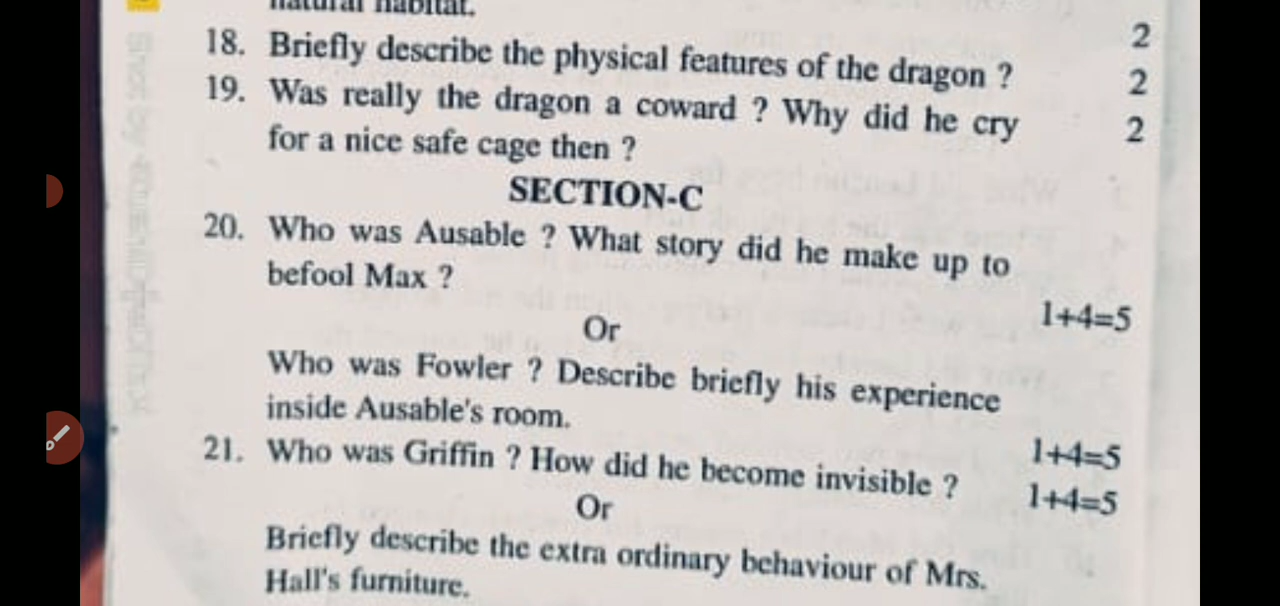 natural habitat.
2
18. Briefly describe the physical features of the dragon ? 2
19. Was really the dragon a coward ? Why did he cry
for a nice safe cage then ? 2
SECTION-C
20. Who was Ausable ? What story did he make up to
befool Max ?
1+4=5
Or
Who was Fowler ? Describe briefly his experience
inside Ausable's room.
1+4=5
21. Who was Griffin ? How did he become invisible ? 1+4=5
Or
Briefly describe the extra ordinary behaviour of Mrs.
Hall's furniture.